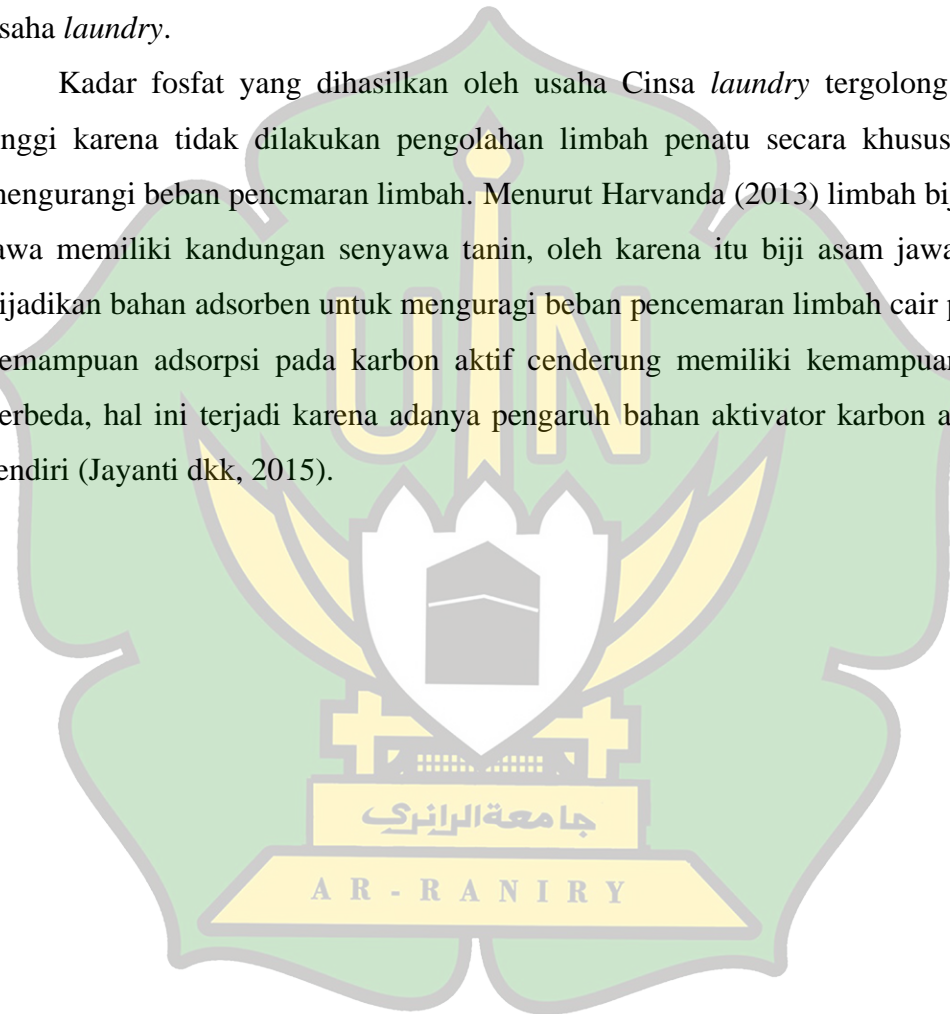 saha laundry.
Kadar fosfat yang dihasilkan oleh usaha Cinsa laundry tergolong
inggi karena tidak dilakukan pengolahan limbah penatu secara khusus
mengurangi beban pencmaran limbah. Menurut Harvanda (2013) limbah bij
awa memiliki kandungan senyawa tanin, oleh karena itu biji asam jawa
ijadikan bahan adsorben untuk menguragi beban pencemaran limbah cair p
emampuan adsorpsi pada karbon aktif cenderung memiliki kemampuan
erbeda, hal ini terjadi karena adanya pengaruh bahan aktivator karbon a
endiri (Jayanti dkk, 2015).
UIN
جامعة الرانري
AR-RANIRY